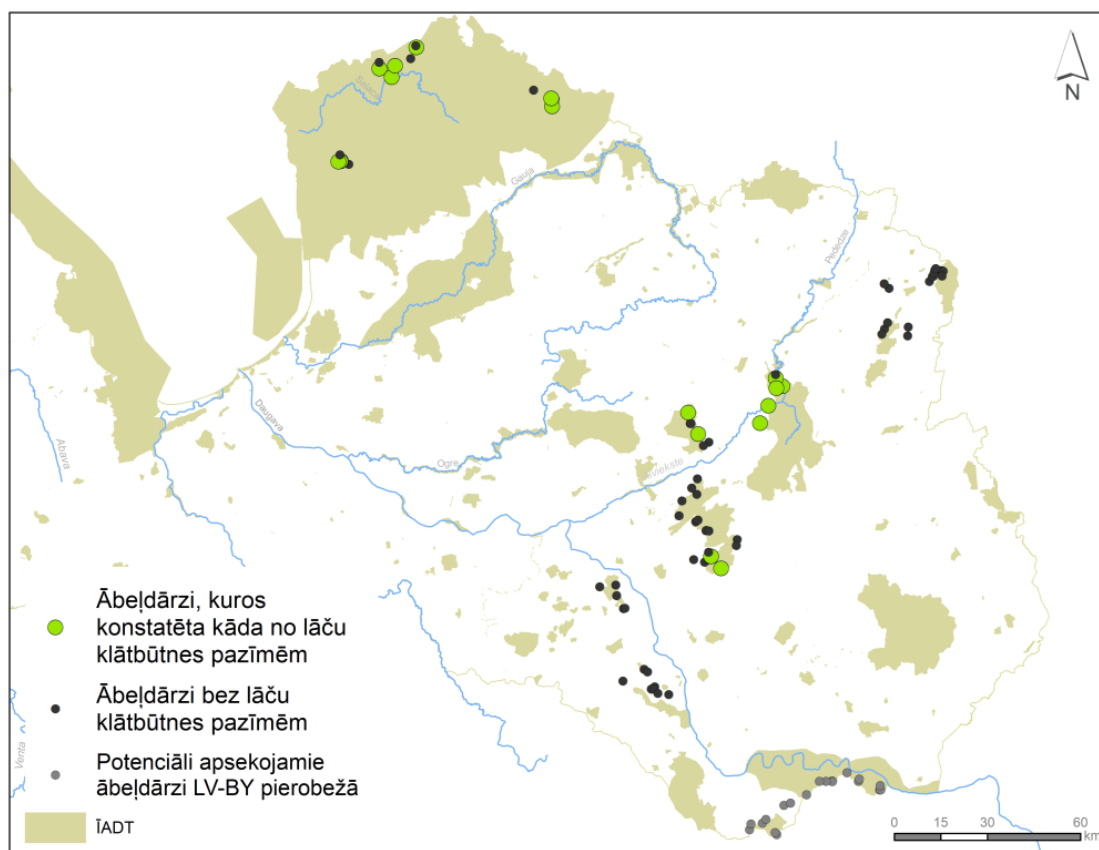 N
Salaca
Gauja
Pededze
Daugava
Abava
Ogre
Aiviekste
Venta
Ābeļdārzi, kuros
konstatēta kāda no lāču
klātbūtnes pazīmēm
Ābeļdārzi bez lāču
klātbūtnes pazīmēm
Potenciāli apsekojamie
ābeļdārzi LV-BY pierobežā
ĪADT
0 15 30 60
km